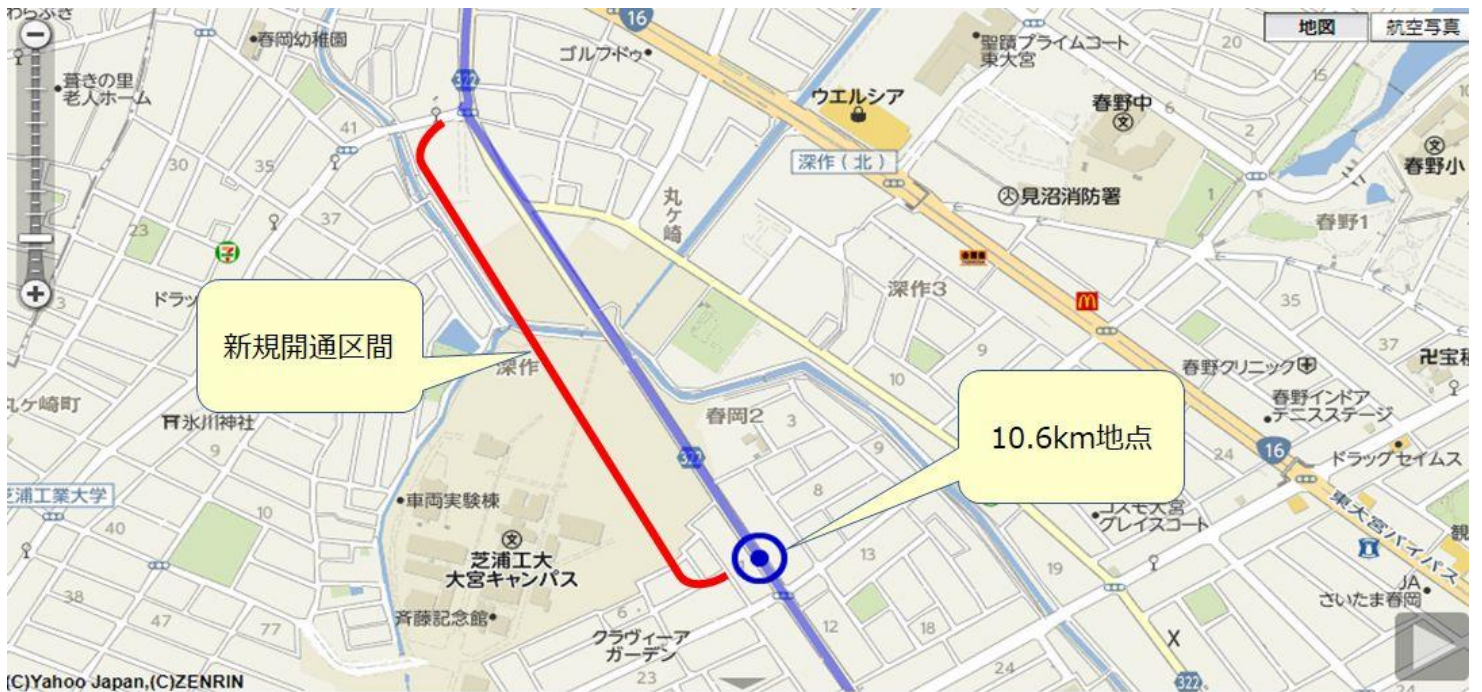 わらぶき
16
地図
航空写真
春岡幼稚園
ゴルフ・ドゥ
聖蹟プライムコート
東大宮
20
葺きの里
老人ホーム
322
ウエルシア
春野中
15
6
2
41
深作(北)
春野小
30
35
丸ヶ崎
見沼消防署
1
春野1
37
23
深作3
35
ドラッ
新規開通区間
9
37
春野クリニック
卍宝積
深作
10
丸ケ崎町
氷川神社
春岡2
3
春野インドア
テニスステージ
10.6km地点
9
9
322
24
16
ドラッグセイムス
芝浦工業大学
車両実験棟
8
コスモ大宮
グレイスコート
東大宮バイパス
観
40
10
芝浦工大
大宮キャンパス
13
19
JA
さいたま春岡
38
斉藤記念館
6
47
77
クラヴィーア
ガーデン
12
18
X
23
24
322
(C)Yahoo Japan,(C)ZENRIN